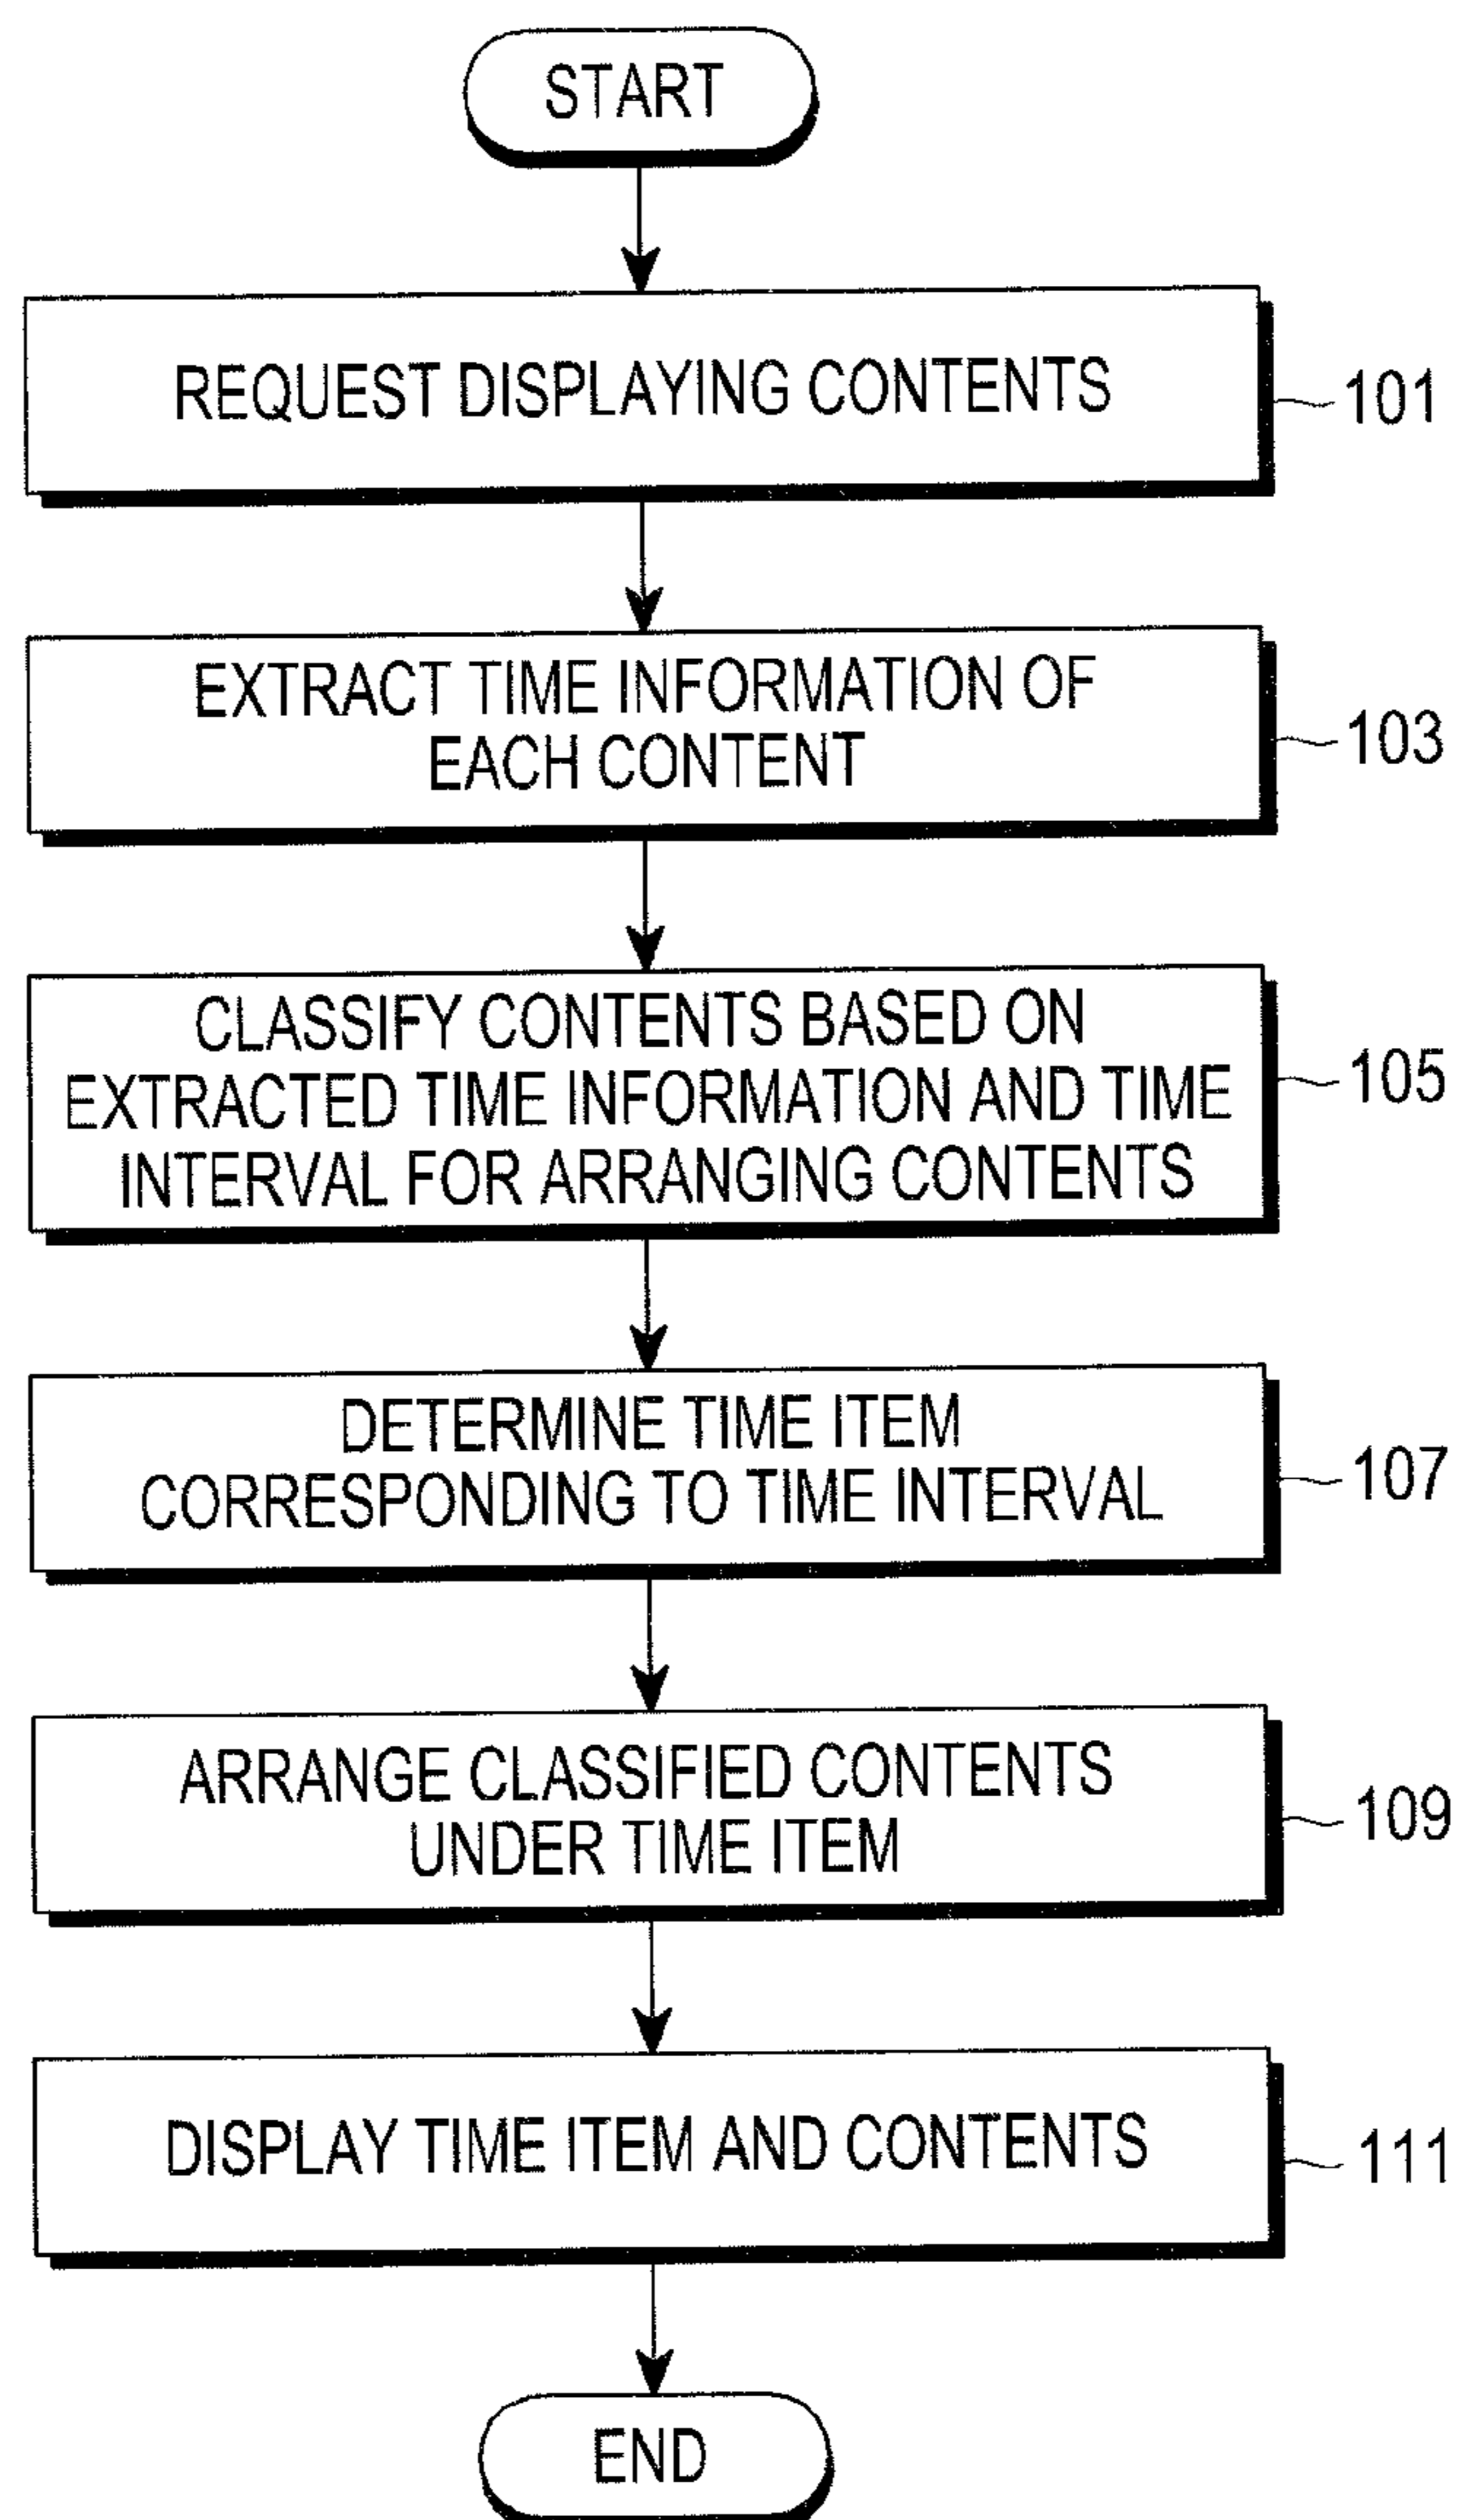 START
REQUEST DISPLAYING CONTENTS
101
EXTRACT TIME INFORMATION OF
EACH CONTENT
103
CLASSIFY CONTENTS BASED ON
EXTRACTED TIME INFORMATION AND TIME
INTERVAL FOR ARRANGING CONTENTS
105
DETERMINE TIME ITEM
CORRESPONDING TO TIME INTERVAL
107
ARRANGE CLASSIFIED CONTENTS
UNDER TIME ITEM
109
DISPLAY TIME ITEM AND CONTENTS
111
END